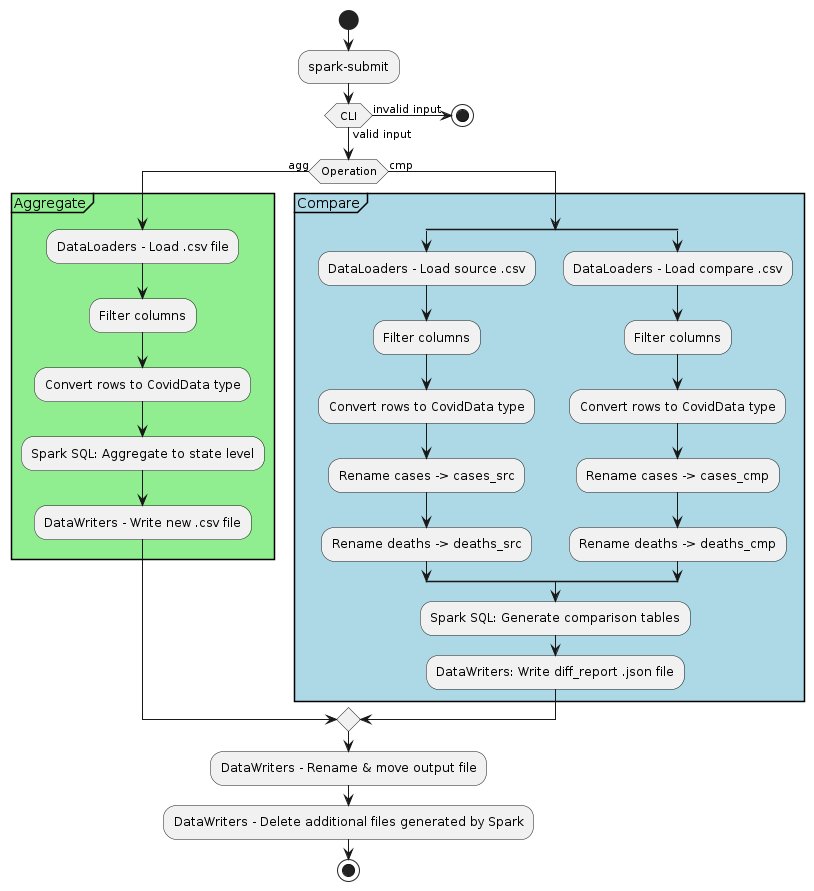 spark-submit
CLI
invalid input
valid input
agg
Operation
cmp
Aggregate
DataLoaders - Load .csv file
Filter columns
Convert rows to CovidData type
Spark SQL: Aggregate to state level
DataWriters - Write new .csv file
Compare
DataLoaders - Load source .csv
Filter columns
Convert rows to CovidData type
Rename cases -> cases_src
Rename deaths -> deaths_src
DataLoaders - Load compare .csv
Filter columns
Convert rows to CovidData type
Rename cases -> cases_cmp
Rename deaths -> deaths_cmp
Spark SQL: Generate comparison tables
DataWriters: Write diff_report .json file
DataWriters - Rename & move output file
DataWriters - Delete additional files generated by Spark